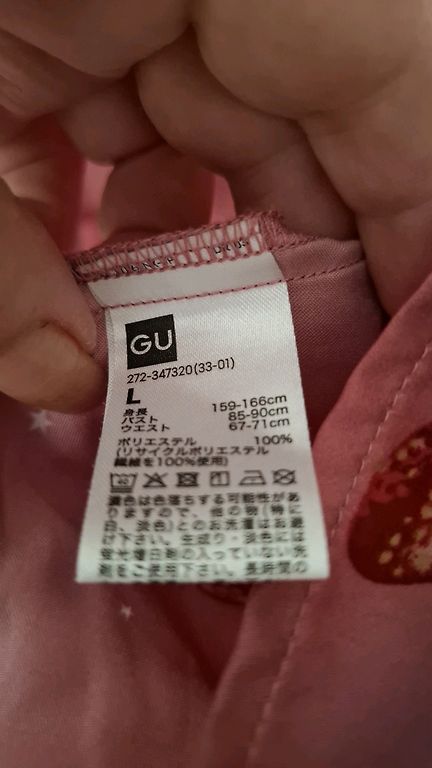 GU
272-347320(33-01)
L
身長 159-166cm
バスト 85-90cm
ウエスト 67-71cm
ポリエステル 100%
(リサイクルポリエステル
繊維を100%使用)
40
濃色は色落ちする可能性があ
りますので、他の物(特に
白、淡色)とのお洗濯はお避
け下さい。生成り・淡色には
蛍光増白剤の入っていない洗
剤をご使用下さい。長時間の